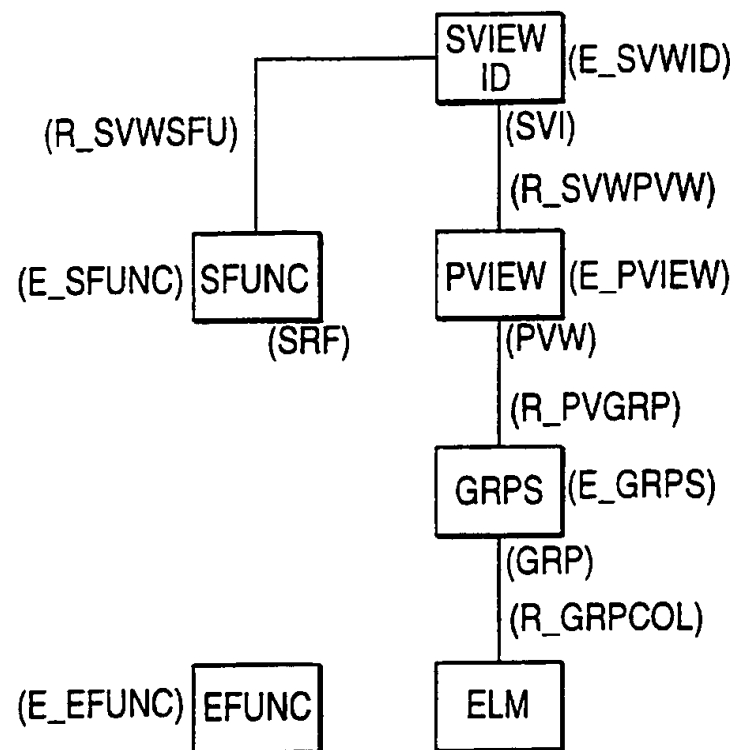 SVIEW
ID
(E_SVWID)
(SVI)
(R_SVWSFU)
(R_SVWPVW)
(E_SFUNC)
SFUNC
PVIEW
(E_PVIEW)
(SRF)
(PVW)
(R_PVGRP)
GRPS
(E_GRPS)
(GRP)
(R_GRPCOL)
(E_EFUNC)
EFUNC
ELM